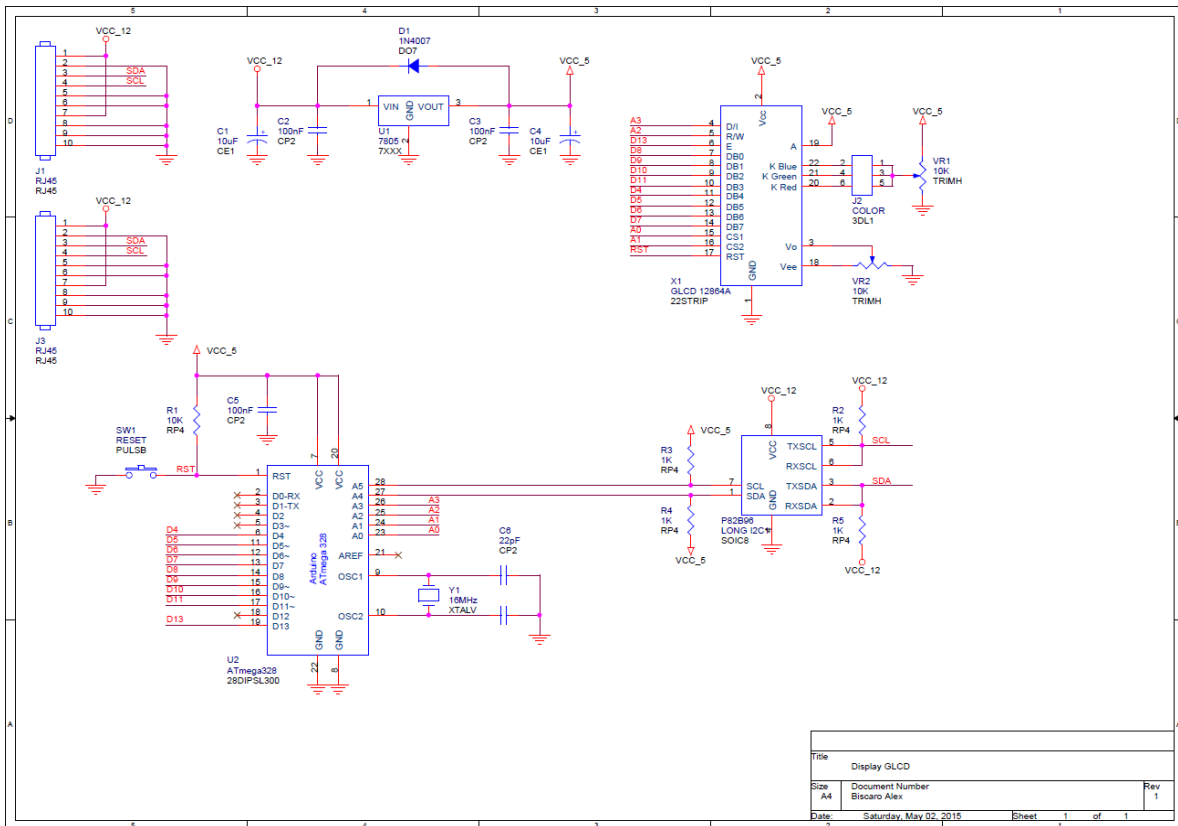 5 4 3 2 1
D
C
B
A
VCC_12
1
2
3 SDA
4 SCL
5
6
7
8
9
10
J1
RJ45
RJ45
VCC_12
1
2
3 SDA
4 SCL
5
6
7
8
9
10
J3
RJ45
RJ45
D1
1N4007
DO7
VCC_12
VCC_5
1 VIN VOUT 3
GND
2
U1
7805
7XXX
C1
10uF
CE1
C2
100nF
CP2
C3
100nF
CP2
C4
10uF
CE1
VCC_5
2
Vcc
A3 4 D/I
A2 5 R/W
D13 6 E
D8 7 DB0
D9 8 DB1
D10 9 DB2
D11 10 DB3
D4 11 DB4
D5 12 DB5
D6 13 DB6
D7 14 DB7
A0 15 CS1
A1 16 CS2
RST 17 RST
A 19
K Blue 22 2 1
K Green 21 4 3
K Red 20 6 5
Vo 3
Vee 18
GND
1
X1
GLCD 12864A
22STRIP
VCC_5
VCC_5
J2
COLOR
3DL1
VR1
10K
TRIMH
VR2
10K
TRIMH
VCC_5
R1
10K
RP4
C5
100nF
CP2
SW1
RESET
PULSB
RST
1 RST
7 VCC
20 VCC
2 D0-RX
3 D1-TX
4 D2
5 D3~
D4 6 D4
D5 11 D5~
D6 12 D6~
D7 13 D7
D8 14 D8
D9 15 D9~
D10 16 D10~
D11 17 D11~
18 D12
D13 19 D13
Arduino
ATmega 328
A5 28
A4 27
A3 26 A3
A2 25 A2
A1 24 A1
A0 23 A0
AREF 21
OSC1 9
OSC2 10
GND GND
22 8
U2
ATmega328
28DIPSL300
Y1
16MHz
XTALV
C6
22pF
CP2
VCC_5
R3
1K
RP4
R4
1K
RP4
VCC_5
VCC_12
8
VCC
7 SCL
1 SDA
TXSCL 5 SCL
RXSCL 6
TXSDA 3 SDA
RXSDA 2
GND
4
P82B96
SOIC8
VCC_12
R2
1K
RP4
R5
1K
RP4
VCC_12
Title
Display GLCD
Size Document Number Rev
A4 Biscaro Alex 1
Date: Saturday, May 02, 2015 Sheet 1 of 1
5 4 3 2 1